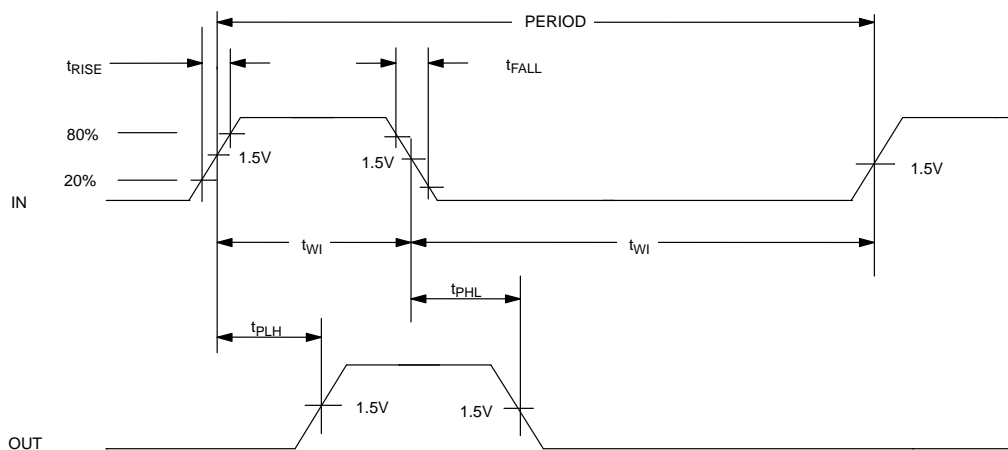 PERIOD
tRISE
tFALL
80%
1.5V
1.5V
1.5V
20%
IN
tWI
tWI
tPHL
tPLH
1.5V
1.5V
OUT